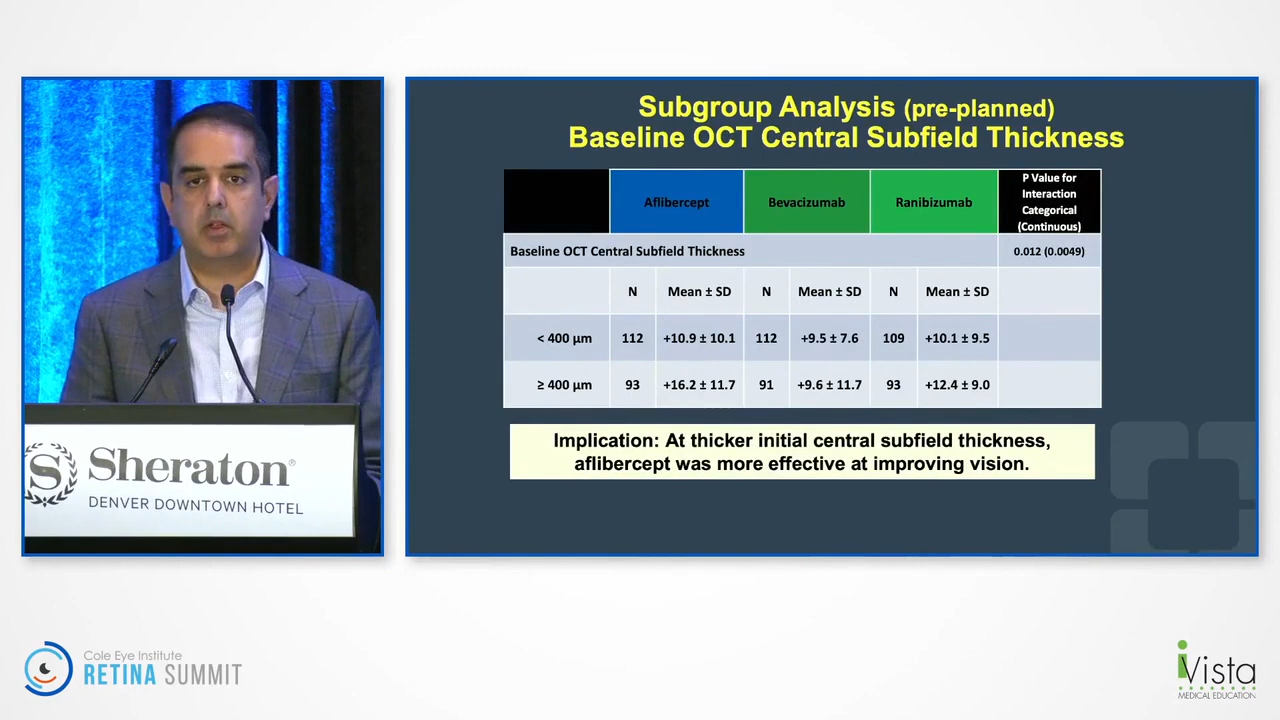 Subgroup Analysis (pre-planned)
Baseline OCT Central Subfield Thickness
Aflibercept Bevacizumab Ranibizumab
P Value for
Interaction
Categorical
(Continuous)
Baseline OCT Central Subfield Thickness 0.012 (0.0049)
N Mean ± SD N Mean ± SD N Mean ± SD
< 400 µm 112 +10.9 ± 10.1 112 +9.5 ± 7.6 109 +10.1 ± 9.5
≥ 400 µm 93 +16.2 ± 11.7 91 +9.6 ± 11.7 93 +12.4 ± 9.0
Implication: At thicker initial central subfield thickness,
aflibercept was more effective at improving vision.
S Sheraton®
DENVER DOWNTOWN HOTEL
Cole Eye Institute
RETINA SUMMIT
iVista
MEDICAL EDUCATION